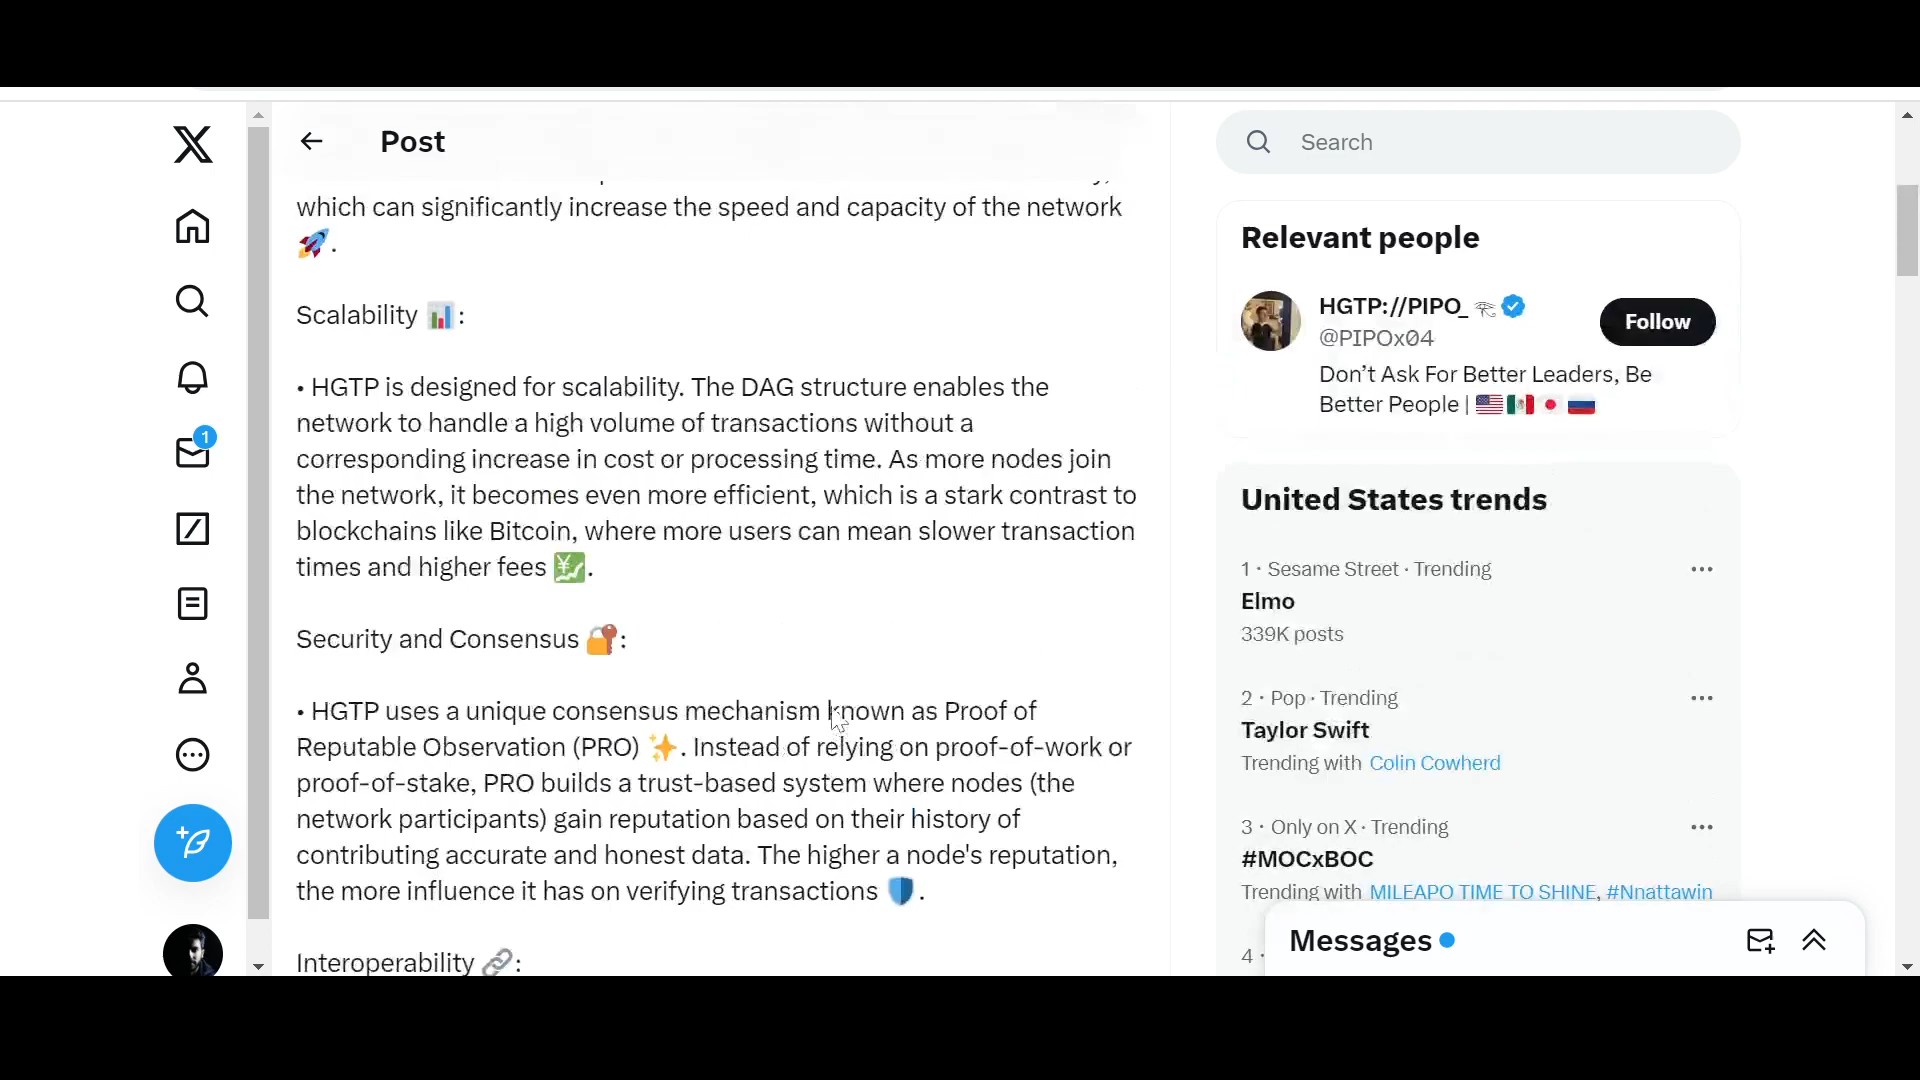 Post
which can significantly increase the speed and capacity of the network
🚀.
Scalability 📊:
• HGTP is designed for scalability. The DAG structure enables the
network to handle a high volume of transactions without a
corresponding increase in cost or processing time. As more nodes join
the network, it becomes even more efficient, which is a stark contrast to
blockchains like Bitcoin, where more users can mean slower transaction
times and higher fees 💹.
Security and Consensus 🔐:
• HGTP uses a unique consensus mechanism known as Proof of
Reputable Observation (PRO) ✨. Instead of relying on proof-of-work or
proof-of-stake, PRO builds a trust-based system where nodes (the
network participants) gain reputation based on their history of
contributing accurate and honest data. The higher a node's reputation,
the more influence it has on verifying transactions 🛡️.
Interoperability 🔗:
1
Search
Relevant people
HGTP://PIPO_ 𓂀
@PIPOx04
Follow
Don’t Ask For Better Leaders, Be
Better People | 🇺🇸🇲🇽🇯🇵🇷🇺
United States trends
1 · Sesame Street · Trending
Elmo
339K posts
2 · Pop · Trending
Taylor Swift
Trending with Colin Cowherd
3 · Only on X · Trending
#MOCxBOC
Trending with MILEAPO TIME TO SHINE, #Nnattawin
4 ·
Messages